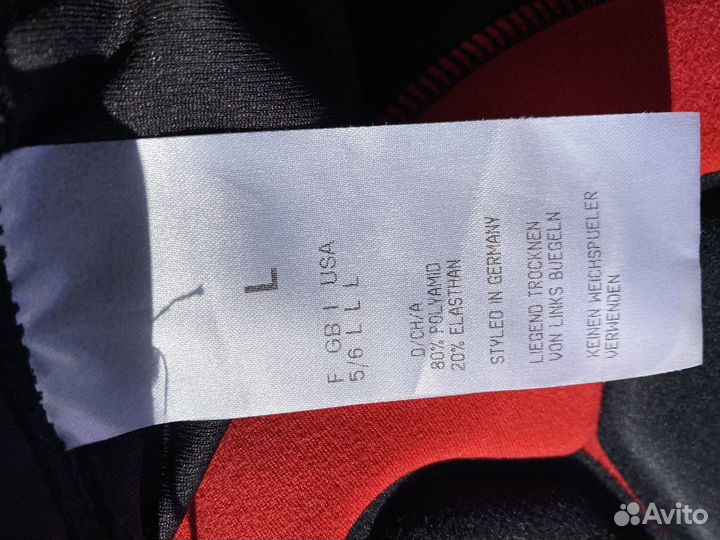 L
F GB I USA
5/6 L L L
D/CH/A
80% POLYAMID
20% ELASTHAN
STYLED IN GERMANY
LIEGEND TROCKNEN
VON LINKS BUEGELN
KEINEN WEICHSPUELER
VERWENDEN
Avito